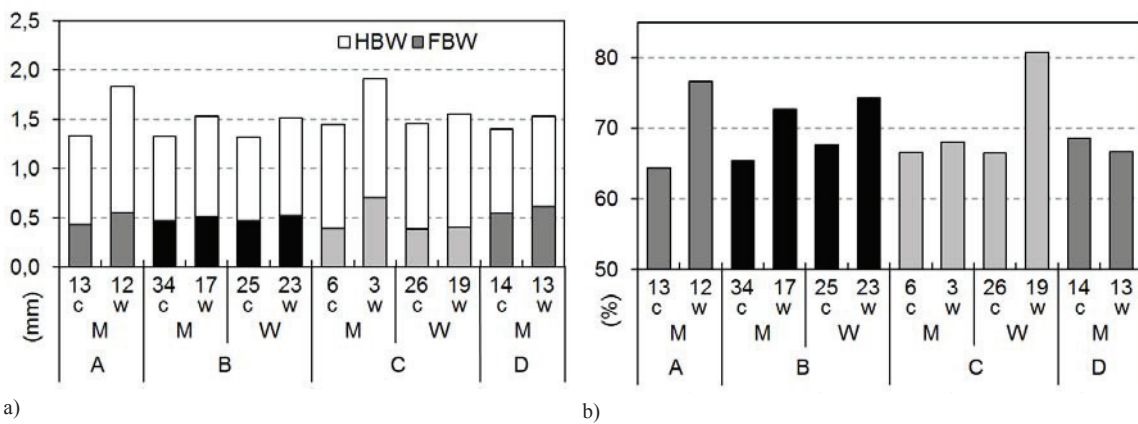 2,5
2,0
1,5
1,0
0,5
0,0
(mm)
HBW FBW
13 12 34 17 25 23 6 3 26 19 14 13
c w c w c w c w c w c w
M M W M W M
A B C D
a)
80
70
60
50
(%)
13 12 34 17 25 23 6 3 26 19 14 13
c w c w c w c w c w c w
M M W M W M
A B C D
b)